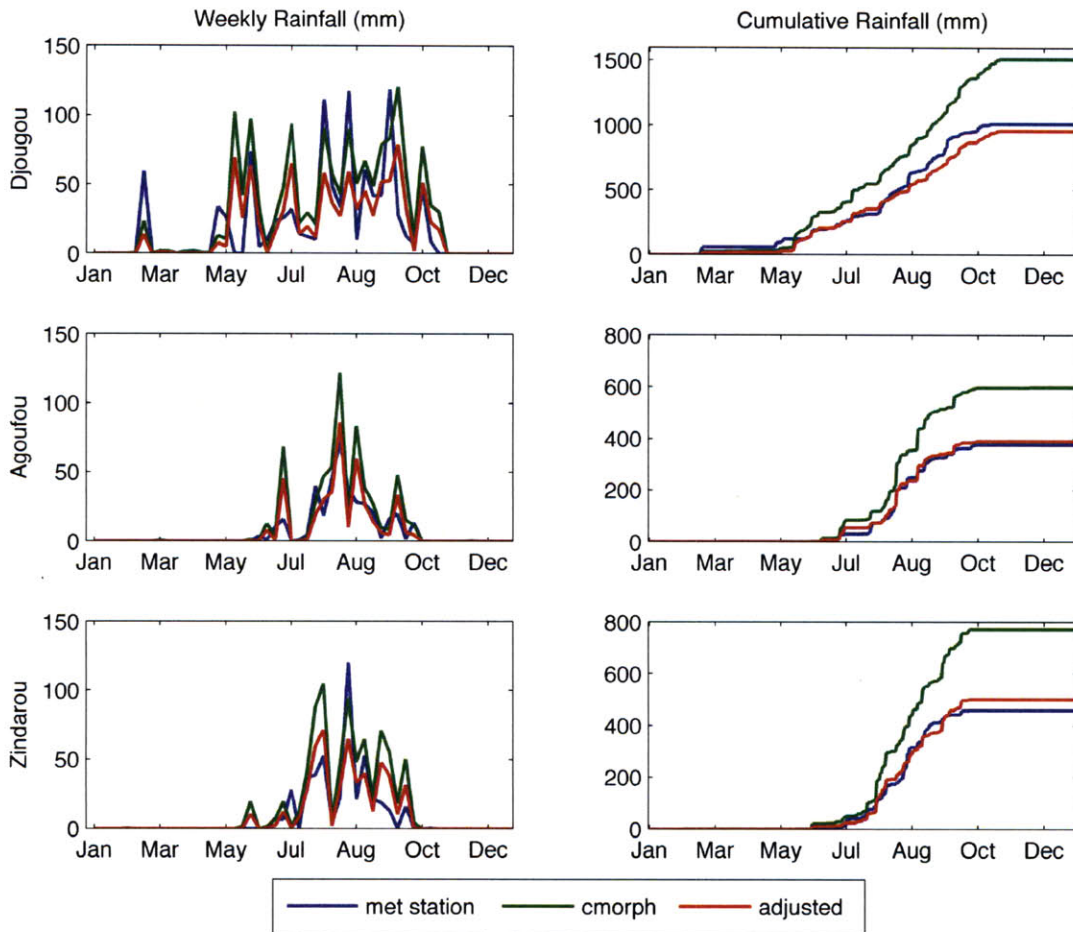 Weekly Rainfall (mm)
Cumulative Rainfall (mm)
Djougou
150
100
50
0
Jan Mar May Jul Aug Oct Dec
1500
1000
500
0
Jan Mar May Jul Aug Oct Dec
Agoufou
150
100
50
0
Jan Mar May Jul Aug Oct Dec
800
600
400
200
0
Jan Mar May Jul Aug Oct Dec
Zindarou
150
100
50
0
Jan Mar May Jul Aug Oct Dec
800
600
400
200
0
Jan Mar May Jul Aug Oct Dec
met station cmorph adjusted